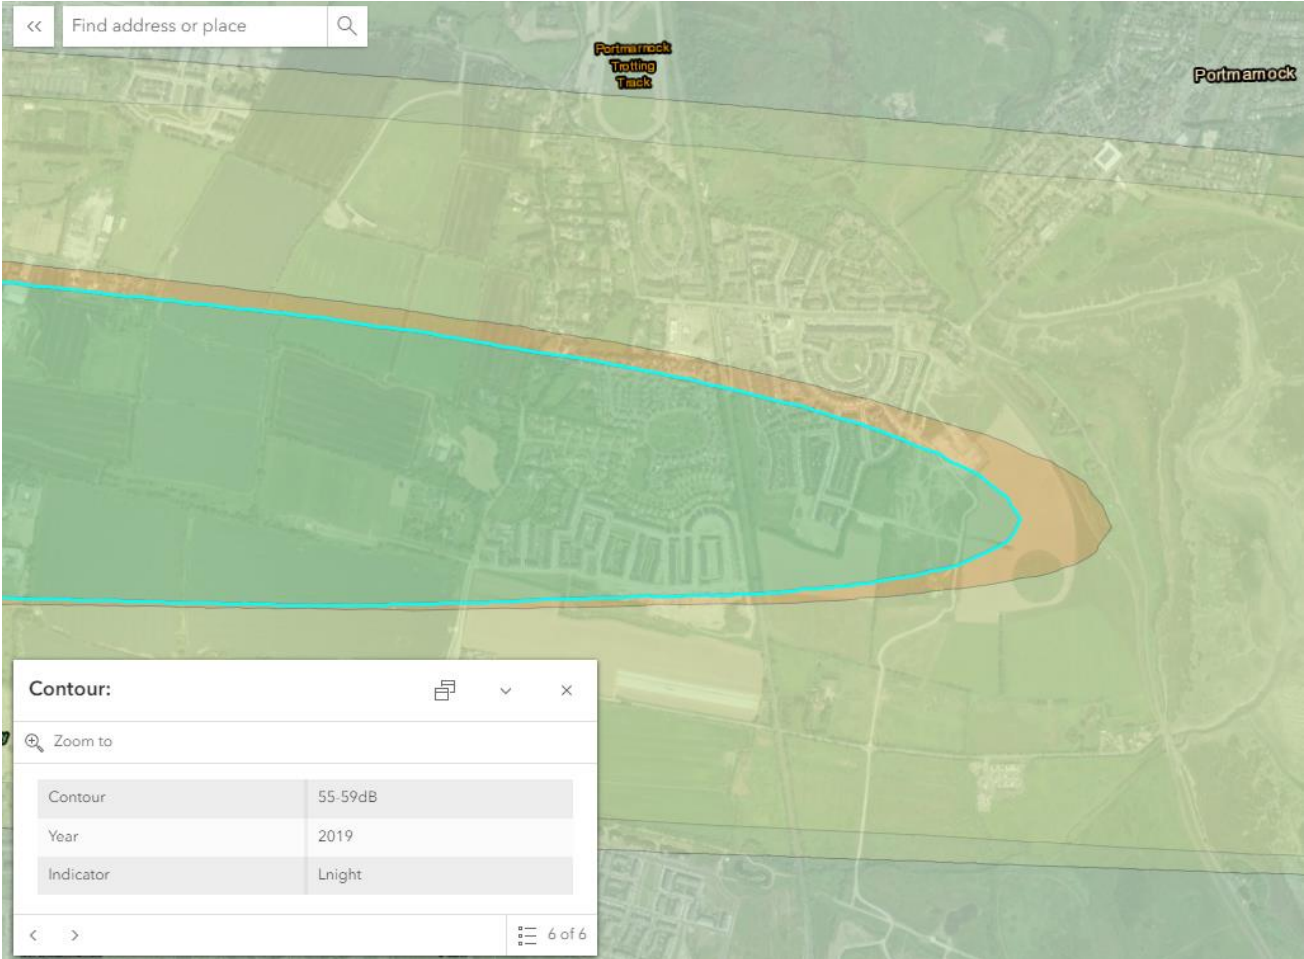 Find address or place
Portmarnock
Trotting
Track
Portmarnock
Contour:
Zoom to
Contour 55-59dB
Year 2019
Indicator Lnight
6 of 6